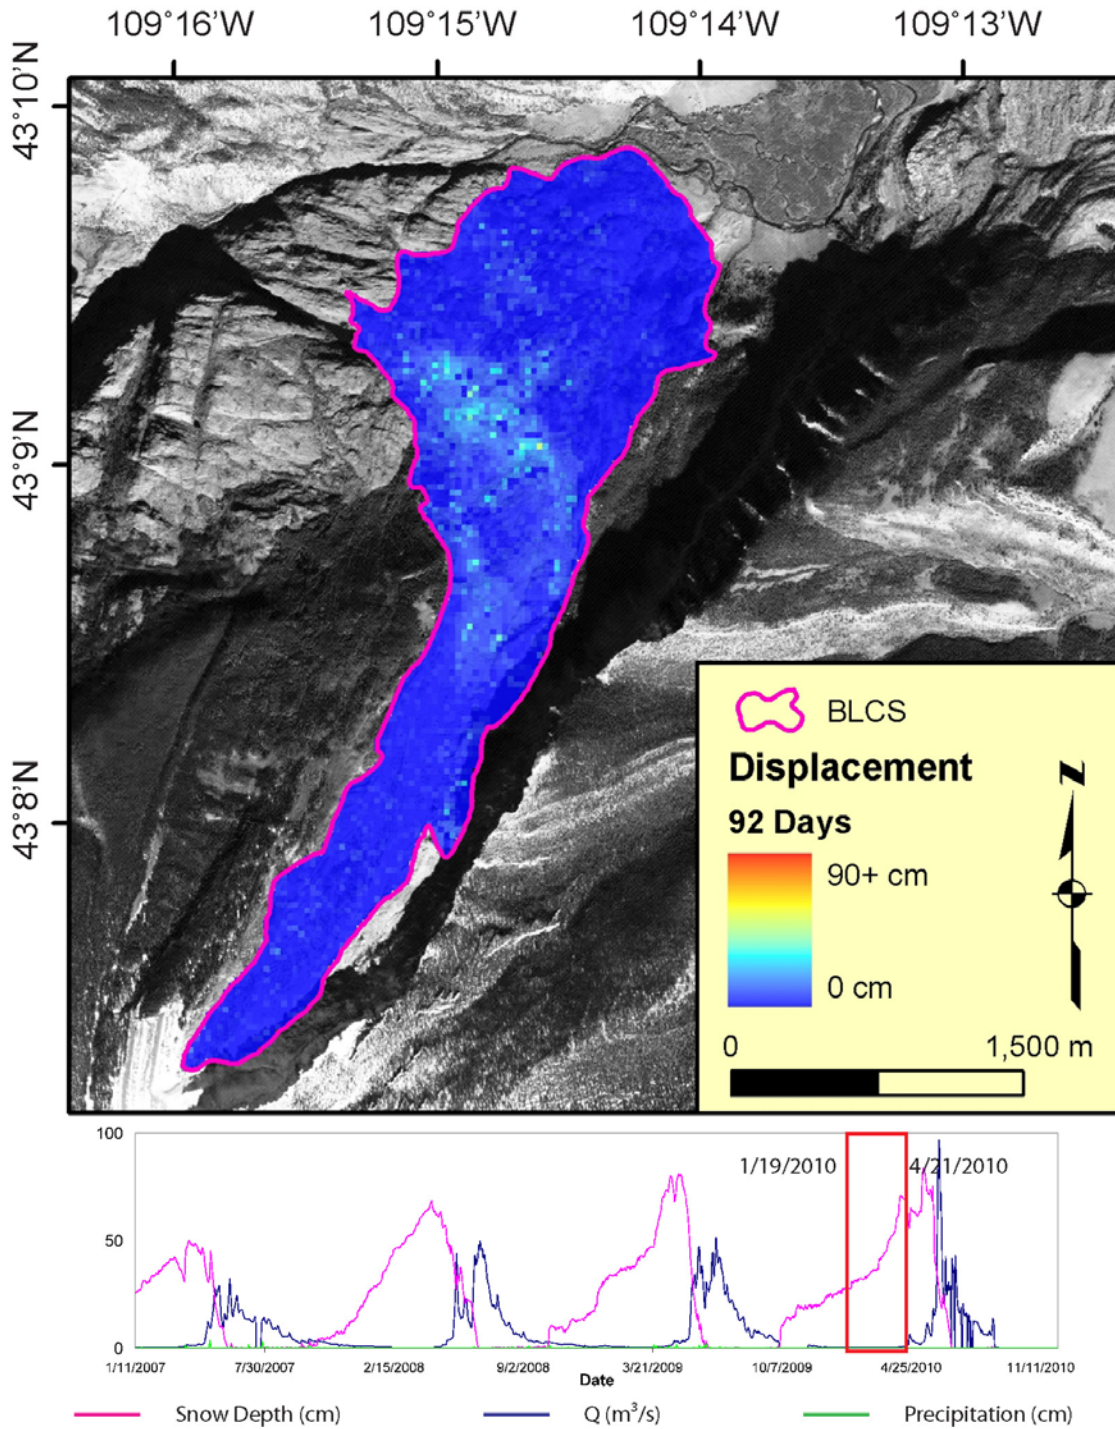 109°16'W 109°15'W 109°14'W 109°13'W
43°10'N
43°9'N
43°8'N
BLCS
Displacement
92 Days
90+ cm
0 cm
N
0 1,500 m
100
50
0
1/19/2010 4/21/2010
1/11/2007 7/30/2007 2/15/2008 9/2/2008 3/21/2009 10/7/2009 4/25/2010 11/11/2010
Date
Snow Depth (cm) Q (m³/s) Precipitation (cm)